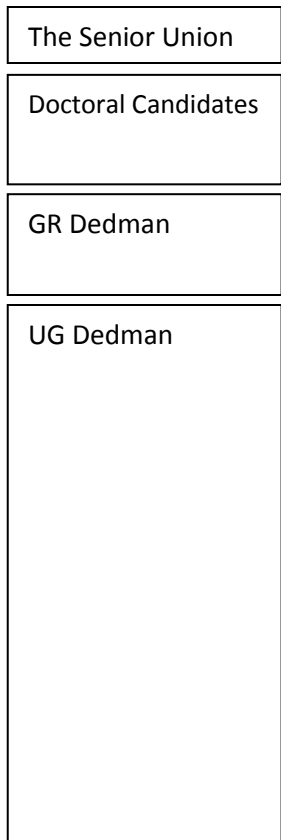 The Senior Union
Doctoral Candidates
GR Dedman
UG Dedman